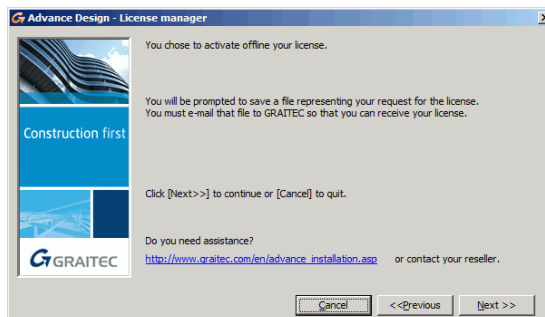 Advance Design - License manager
You chose to activate offline your license.
You will be prompted to save a file representing your request for the license.
You must e-mail that file to GRAITEC so that you can receive your license.
Construction first
Click [Next>>] to continue or [Cancel] to quit.
Do you need assistance?
http://www.graitec.com/en/advance_installation.asp or contact your reseller.
GRAITEC
Cancel <<Previous Next >>